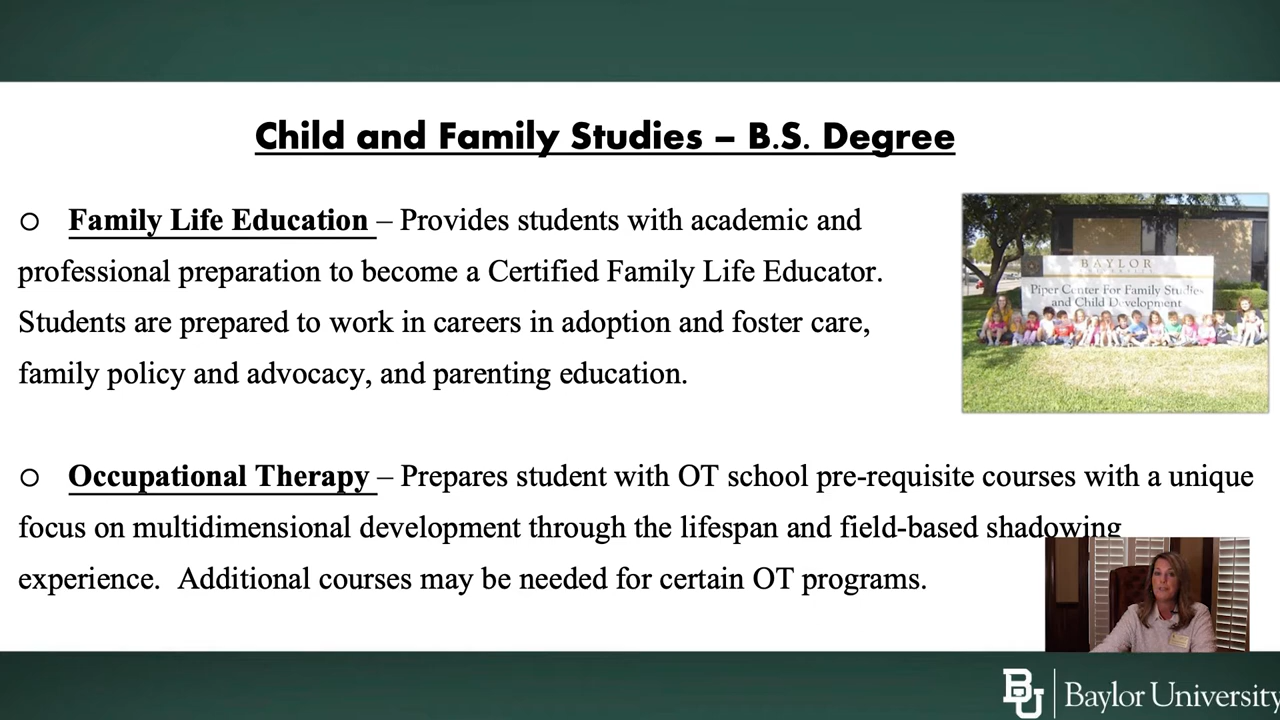 Child and Family Studies – B.S. Degree
○ Family Life Education – Provides students with academic and
professional preparation to become a Certified Family Life Educator.
Students are prepared to work in careers in adoption and foster care,
family policy and advocacy, and parenting education.
BAYLOR
UNIVERSITY
Piper Center For Family Studies
and Child Development
○ Occupational Therapy – Prepares student with OT school pre-requisite courses with a unique
focus on multidimensional development through the lifespan and field-based shadowing
experience. Additional courses may be needed for certain OT programs.
BU Baylor University